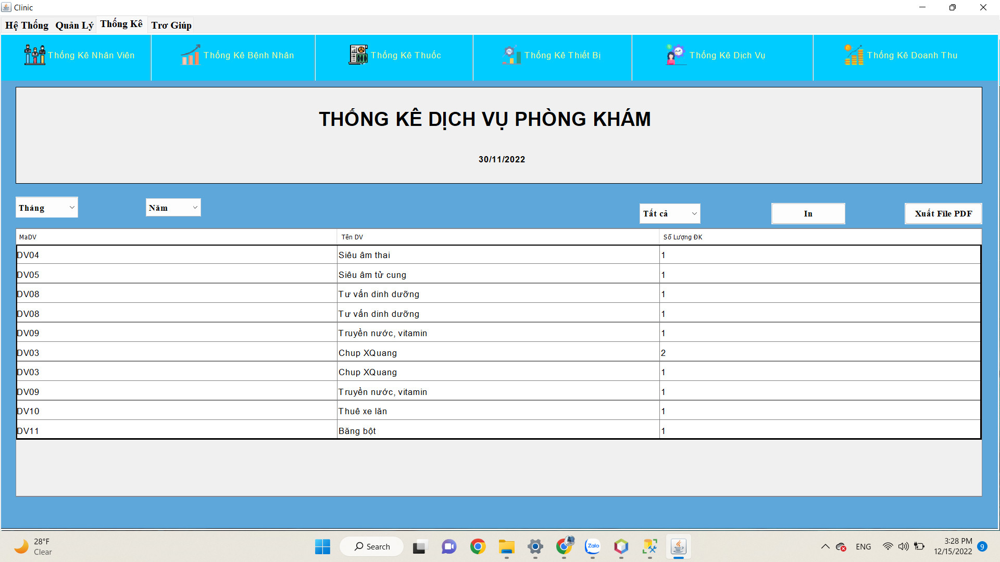 Clinic
Hệ Thống Quản Lý Thống Kê Trơ Giúp
Thống Kê Nhân Viên Thống Kê Bệnh Nhân Thống Kê Thuốc Thống Kê Thiết Bị Thống Kê Dịch Vụ Thống Kê Doanh Thu
THỐNG KÊ DỊCH VỤ PHÒNG KHÁM
30/11/2022
Tháng Năm Tất cả In Xuất File PDF
MaDV Tên DV Số Lượng ĐK
DV04 Siêu âm thai 1
DV05 Siêu âm tử cung 1
DV08 Tư vấn dinh dưỡng 1
DV08 Tư vấn dinh dưỡng 1
DV09 Truyền nước, vitamin 1
DV03 Chup XQuang 2
DV03 Chup XQuang 1
DV09 Truyền nước, vitamin 1
DV10 Thuê xe lăn 1
DV11 Băng bột 1
28°F
Clear
Search
Zalo
ENG
3:28 PM
12/15/2022
9